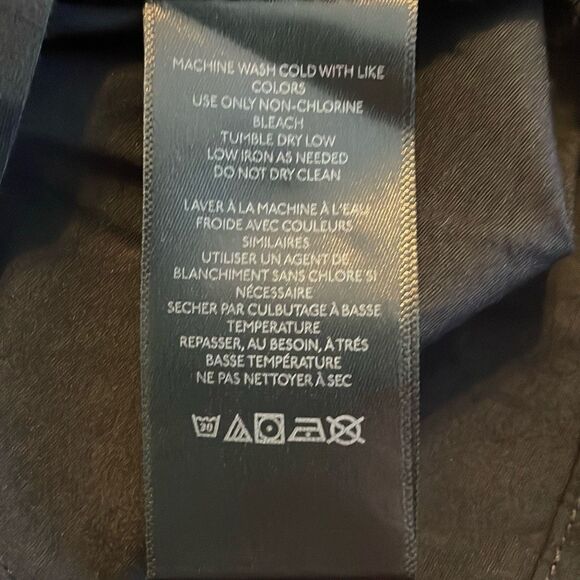 MACHINE WASH COLD WITH LIKE
COLORS
USE ONLY NON-CHLORINE
BLEACH
TUMBLE DRY LOW
LOW IRON AS NEEDED
DO NOT DRY CLEAN
LAVER À LA MACHINE À L'EAU
FROIDE AVEC COULEURS
SIMILAIRES
UTILISER UN AGENT DE
BLANCHIMENT SANS CHLORE SI
NÉCESSAIRE
SECHER PAR CULBUTAGE À BASSE
TEMPERATURE
REPASSER, AU BESOIN, À TRÉS
BASSE TEMPÉRATURE
NE PAS NETTOYER À SEC
30